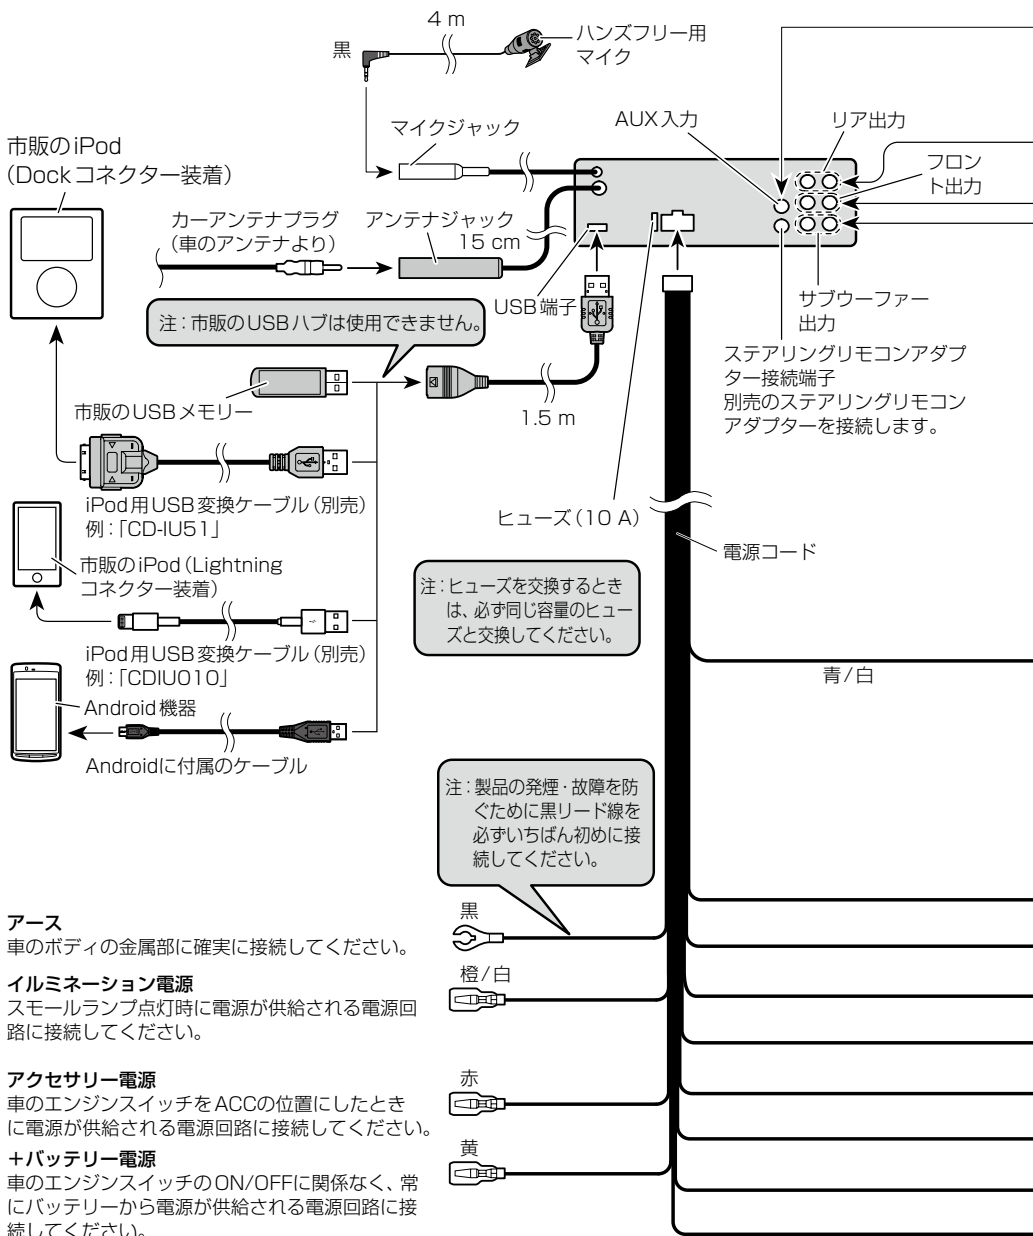 4 m
黒
ハンズフリー用
マイク
マイクジャック
AUX入力
リア出力
フロン
ト出力
市販のiPod
(Dockコネクター装着)
カーアンテナプラグ
(車のアンテナより)
アンテナジャック
15 cm
USB端子
サブウーファー
出力
注:市販のUSBハブは使用できません。
ステアリングリモコンアダプ
ター接続端子
別売のステアリングリモコン
アダプターを接続します。
市販のUSBメモリー
1.5 m
iPod用USB変換ケーブル(別売)
例:「CD-IU51」
ヒューズ(10 A)
電源コード
市販のiPod(Lightning
コネクター装着)
注:ヒューズを交換するとき
は、必ず同じ容量のヒュー
ズと交換してください。
iPod用USB変換ケーブル(別売)
例:「CDIU010」
青/白
Android機器
Androidに付属のケーブル
注:製品の発煙・故障を防
ぐために黒リード線を
必ずいちばん初めに接
続してください。
アース
車のボディの金属部に確実に接続してください。
黒
イルミネーション電源
スモールランプ点灯時に電源が供給される電源回
路に接続してください。
橙/白
アクセサリー電源
車のエンジンスイッチをACCの位置にしたとき
に電源が供給される電源回路に接続してください。
赤
+バッテリー電源
車のエンジンスイッチのON/OFFに関係なく、常
にバッテリーから電源が供給される電源回路に接
続してください。
黄